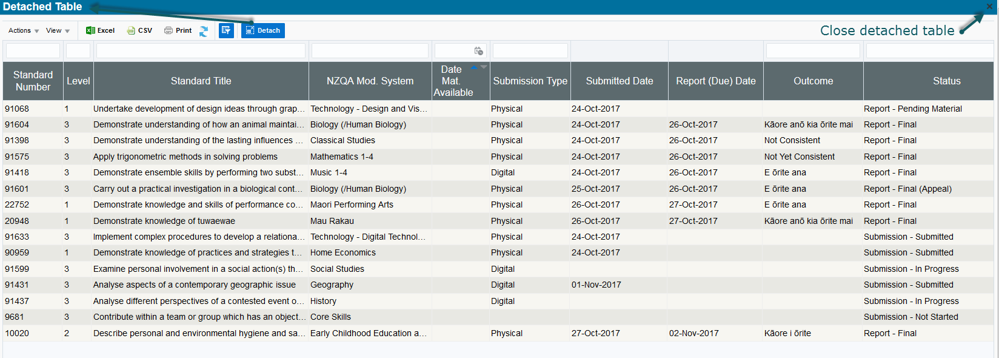 Detached Table
Actions View Excel CSV Print Detach
Close detached table
Standard Number Level Standard Title NZQA Mod. System Date Mat. Available Submission Type Submitted Date Report (Due) Date Outcome Status
91068 1 Undertake development of design ideas through grap... Technology - Design and Vis... Physical 24-Oct-2017 Report - Pending Material
91604 3 Demonstrate understanding of how an animal maintai... Biology (/Human Biology) Physical 24-Oct-2017 26-Oct-2017 Kāore anō kia ōrite mai Report - Final
91398 3 Demonstrate understanding of the lasting influences ... Classical Studies Physical 24-Oct-2017 26-Oct-2017 Not Consistent Report - Final
91575 3 Apply trigonometric methods in solving problems Mathematics 1-4 Physical 24-Oct-2017 26-Oct-2017 Not Yet Consistent Report - Final
91418 3 Demonstrate ensemble skills by performing two subst... Music 1-4 Digital 24-Oct-2017 26-Oct-2017 E ōrite ana Report - Final
91601 3 Carry out a practical investigation in a biological cont... Biology (/Human Biology) Physical 25-Oct-2017 26-Oct-2017 E ōrite ana Report - Final (Appeal)
22752 1 Demonstrate knowledge and skills of performance co... Maori Performing Arts Physical 26-Oct-2017 27-Oct-2017 E ōrite ana Report - Final
20948 1 Demonstrate knowledge of tuwaewae Mau Rakau Physical 26-Oct-2017 27-Oct-2017 Kāore anō kia ōrite mai Report - Final
91633 3 Implement complex procedures to develop a relationa... Technology - Digital Technol... Physical 24-Oct-2017 Submission - Submitted
90959 1 Demonstrate knowledge of practices and strategies t... Home Economics Physical 24-Oct-2017 Submission - Submitted
91599 3 Examine personal involvement in a social action(s) th... Social Studies Digital Submission - In Progress
91431 3 Analyse aspects of a contemporary geographic issue Geography Digital 01-Nov-2017 Submission - Submitted
91437 3 Analyse different perspectives of a contested event o... History Digital Submission - In Progress
9681 3 Contribute within a team or group which has an object... Core Skills Submission - Not Started
10020 2 Describe personal and environmental hygiene and sa... Early Childhood Education a... Physical 27-Oct-2017 02-Nov-2017 Kāore i ōrite Report - Final